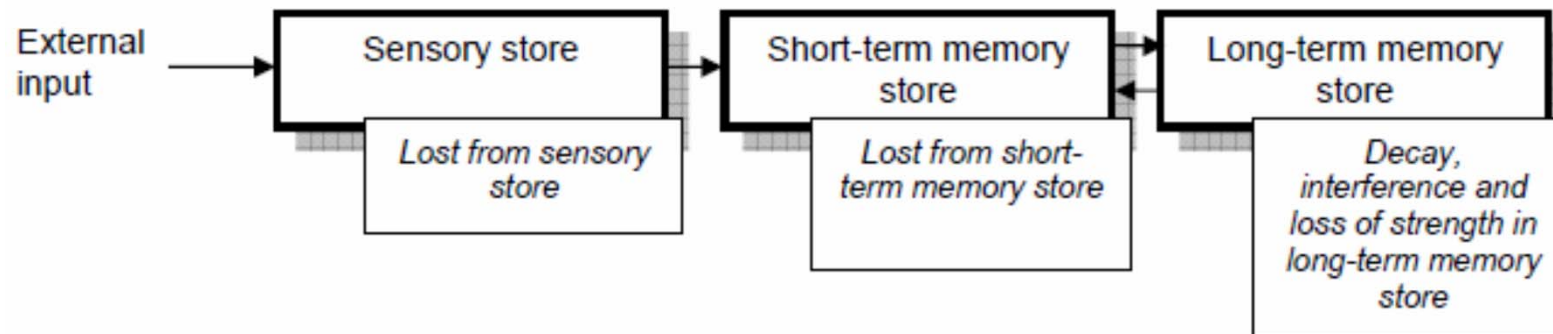 External
input
Sensory store
Lost from sensory
store
Short-term memory
store
Lost from short-
term memory store
Long-term memory
store
Decay,
interference and
loss of strength in
long-term memory
store